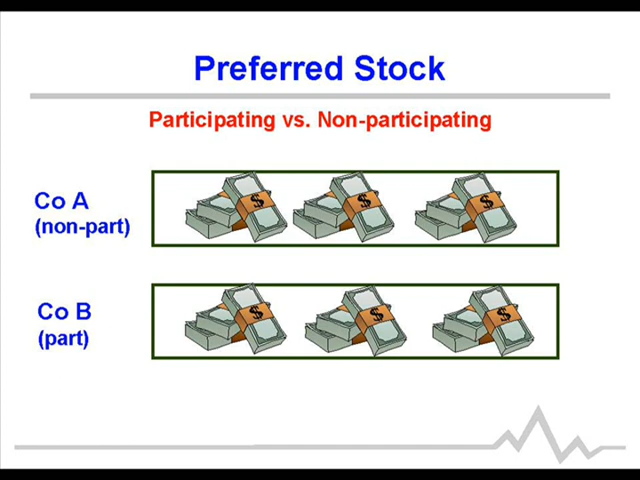 Preferred Stock
Participating vs. Non-participating
Co A
(non-part)
$ $ $
Co B
(part)
$ $ $